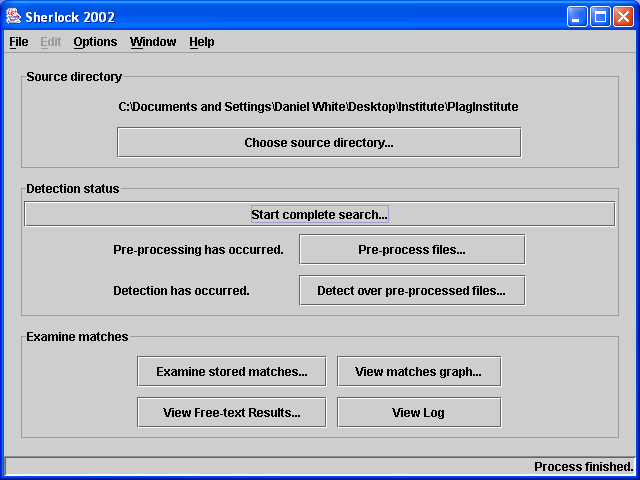 Sherlock 2002
File Edit Options Window Help
Source directory
C:\Documents and Settings\Daniel White\Desktop\Institute\PlagInstitute
Choose source directory...
Detection status
Start complete search...
Pre-processing has occurred. Pre-process files...
Detection has occurred. Detect over pre-processed files...
Examine matches
Examine stored matches... View matches graph...
View Free-text Results... View Log
Process finished.